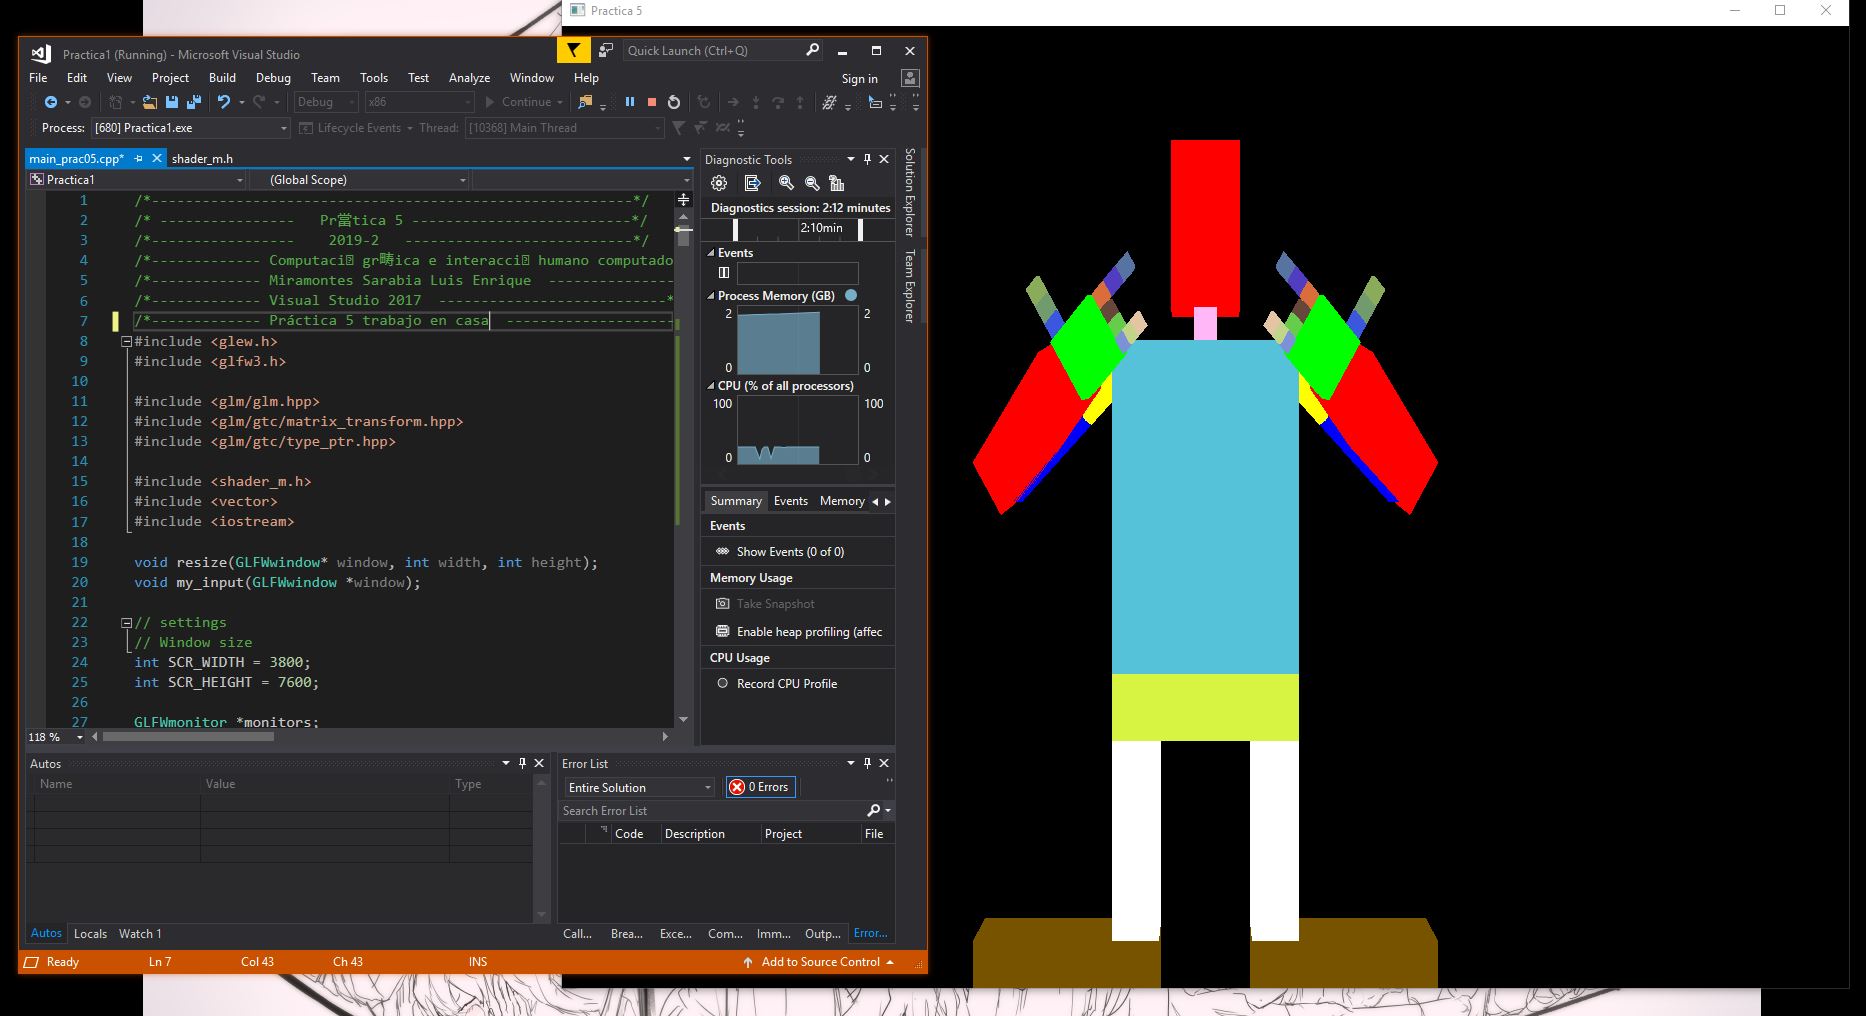 Practica 5
Practica1 (Running) - Microsoft Visual Studio
Quick Launch (Ctrl+Q)
File Edit View Project Build Debug Team Tools Test Analyze Window Help
Sign in
Debug x86 Continue
Process: [680] Practica1.exe Lifecycle Events Thread: [10368] Main Thread
main_prac05.cpp* shader_m.h
Practica1 (Global Scope)
1 /*---------------------------------------------------------*/
2 /* ---------------- Pr當tica 5 --------------------------*/
3 /*----------------- 2019-2 ---------------------------*/
4 /*------------- Computaci gr疇ica e interacci humano computado
5 /*------------- Miramontes Sarabia Luis Enrique ---------------
6 /*------------- Visual Studio 2017 ---------------------------*
7 /*------------- Práctica 5 trabajo en casa --------------------
8 #include <glew.h>
9 #include <glfw3.h>
10
11 #include <glm/glm.hpp>
12 #include <glm/gtc/matrix_transform.hpp>
13 #include <glm/gtc/type_ptr.hpp>
14
15 #include <shader_m.h>
16 #include <vector>
17 #include <iostream>
18
19 void resize(GLFWwindow* window, int width, int height);
20 void my_input(GLFWwindow *window);
21
22 // settings
23 // Window size
24 int SCR_WIDTH = 3800;
25 int SCR_HEIGHT = 7600;
26
27 GLFWmonitor *monitors;
118 %
Diagnostic Tools
Diagnostics session: 2:12 minutes
2:10min
Events
Process Memory (GB)
2 2
0 0
CPU (% of all processors)
100 100
0 0
Summary Events Memory
Events
Show Events (0 of 0)
Memory Usage
Take Snapshot
Enable heap profiling (affec
CPU Usage
Record CPU Profile
Solution Explorer
Team Explorer
Autos
Name Value Type
Autos Locals Watch 1
Error List
Entire Solution 0 Errors
Search Error List
Code Description Project File
Call... Brea... Exce... Com... Imm... Outp... Error...
Ready Ln 7 Col 43 Ch 43 INS Add to Source Control